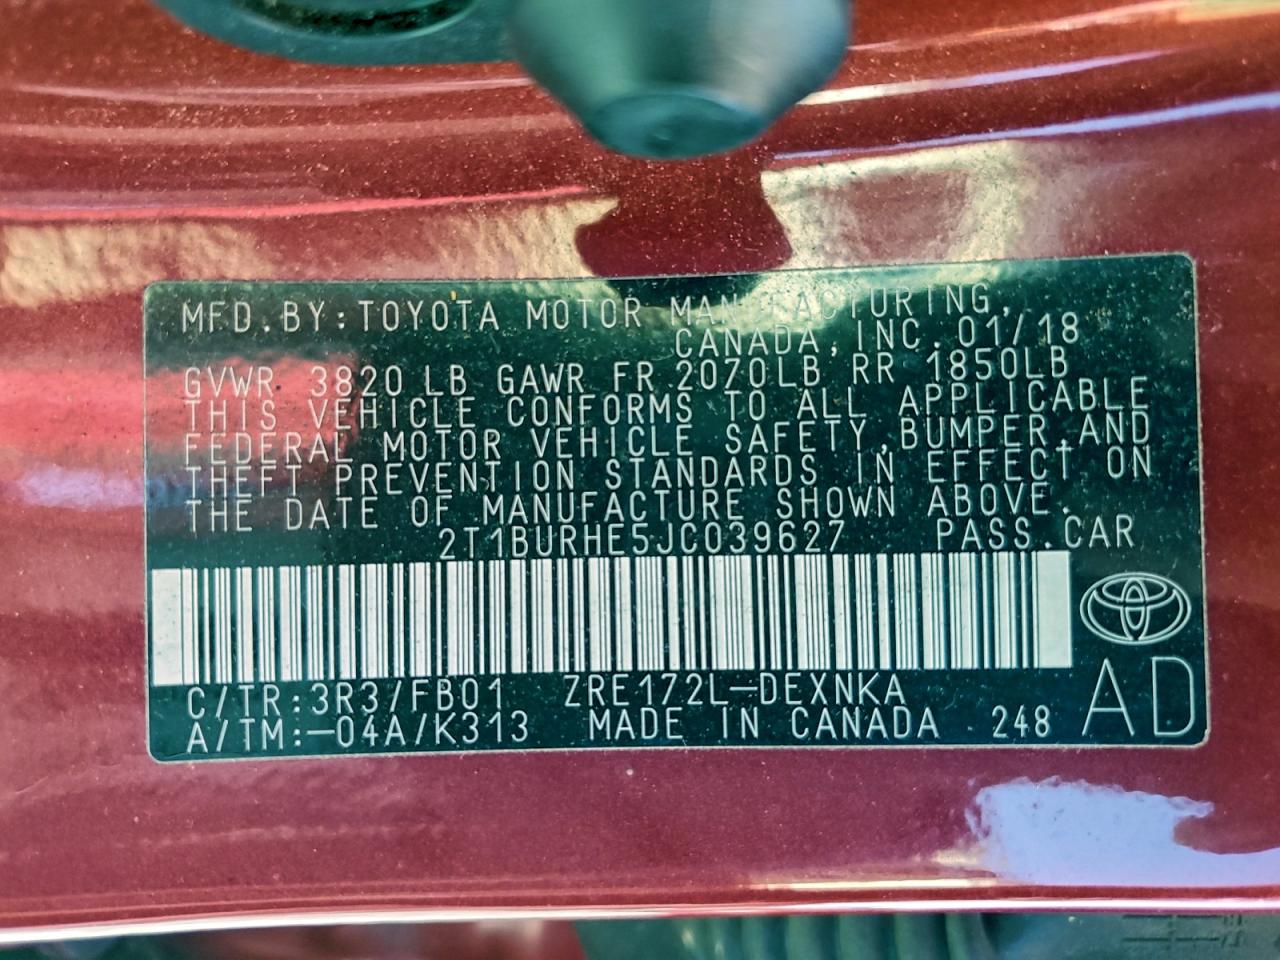 MFD.BY:TOYOTA MOTOR MANUFACTURING,
CANADA,INC.01/18
GVWR 3820 LB GAWR FR 2070LB RR 1850LB
THIS VEHICLE CONFORMS TO ALL APPLICABLE
FEDERAL MOTOR VEHICLE SAFETY,BUMPER,AND
THEFT PREVENTION STANDARDS IN EFFECT ON
THE DATE OF MANUFACTURE SHOWN ABOVE.
2T1BURHE5JC039627 PASS.CAR
C/TR:3R3/FB01 ZRE172L-DEXNKA
A/TM:-04A/K313 MADE IN CANADA 248 AD